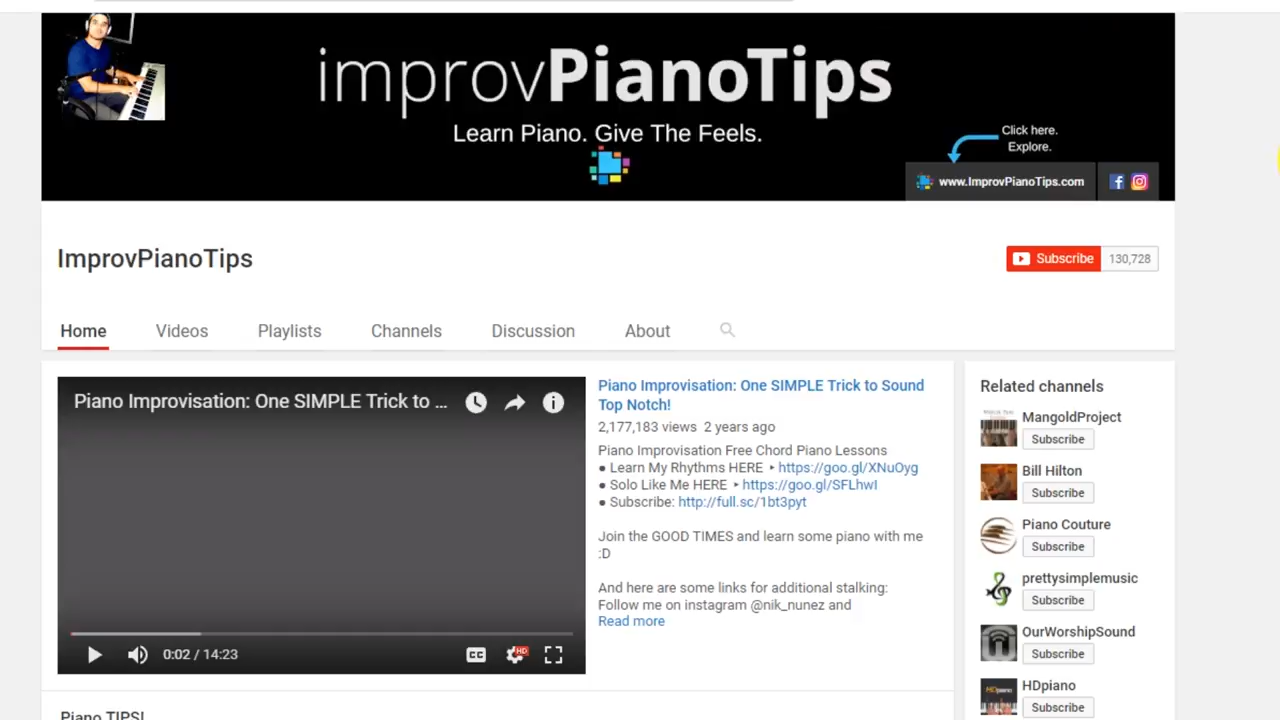 improvPianoTips
Learn Piano. Give The Feels.
Click here.
Explore.
www.ImprovPianoTips.com
ImprovPianoTips
Subscribe 130,728
Home Videos Playlists Channels Discussion About
Piano Improvisation: One SIMPLE Trick to ...
0:02 / 14:23
CC
HD
Piano Improvisation: One SIMPLE Trick to Sound
Top Notch!
2,177,183 views 2 years ago
Piano Improvisation Free Chord Piano Lessons
● Learn My Rhythms HERE ‣ https://goo.gl/XNuOyg
● Solo Like Me HERE ‣ https://goo.gl/SFLhwI
● Subscribe: http://full.sc/1bt3pyt
Join the GOOD TIMES and learn some piano with me
:D
And here are some links for additional stalking:
Follow me on instagram @nik_nunez and
Read more
Related channels
MangoldProject
Subscribe
Bill Hilton
Subscribe
Piano Couture
Subscribe
prettysimplemusic
Subscribe
OurWorshipSound
Subscribe
HDpiano
Subscribe
Piano TIPS!